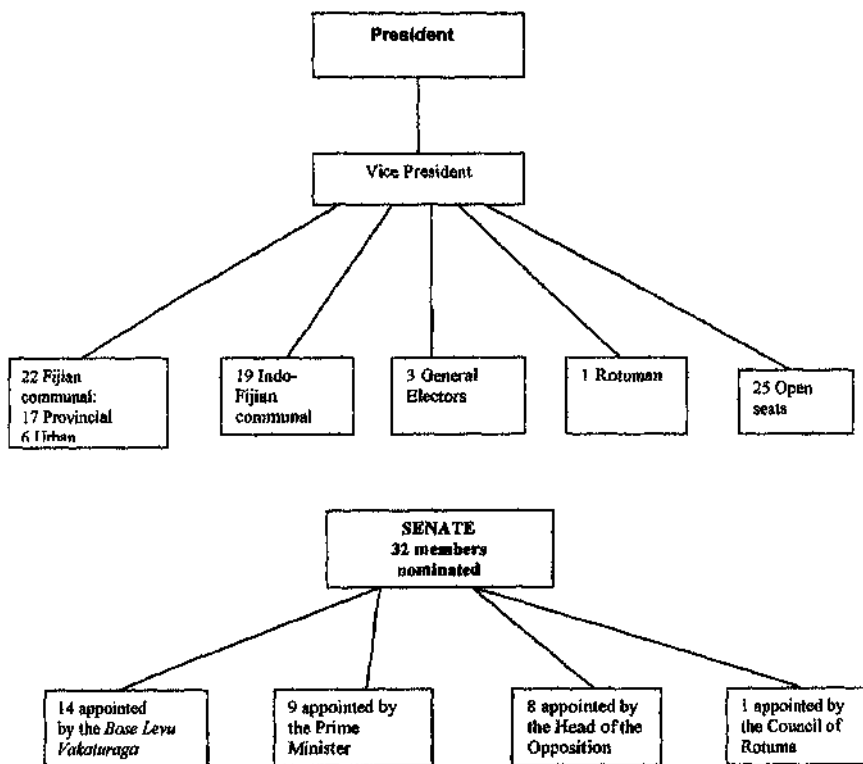 President
Vice President
22 Fijian
communal:
17 Provincial
6 Urban
19 Indo-
Fijian
communal
3 General
Electors
1 Rotuman
25 Open
seats
SENATE
32 members
nominated
14 appointed
by the Bose Levu
Vakaturaga
9 appointed by
the Prime
Minister
8 appointed by
the Head of the
Opposition
1 appointed by
the Council of
Rotuma